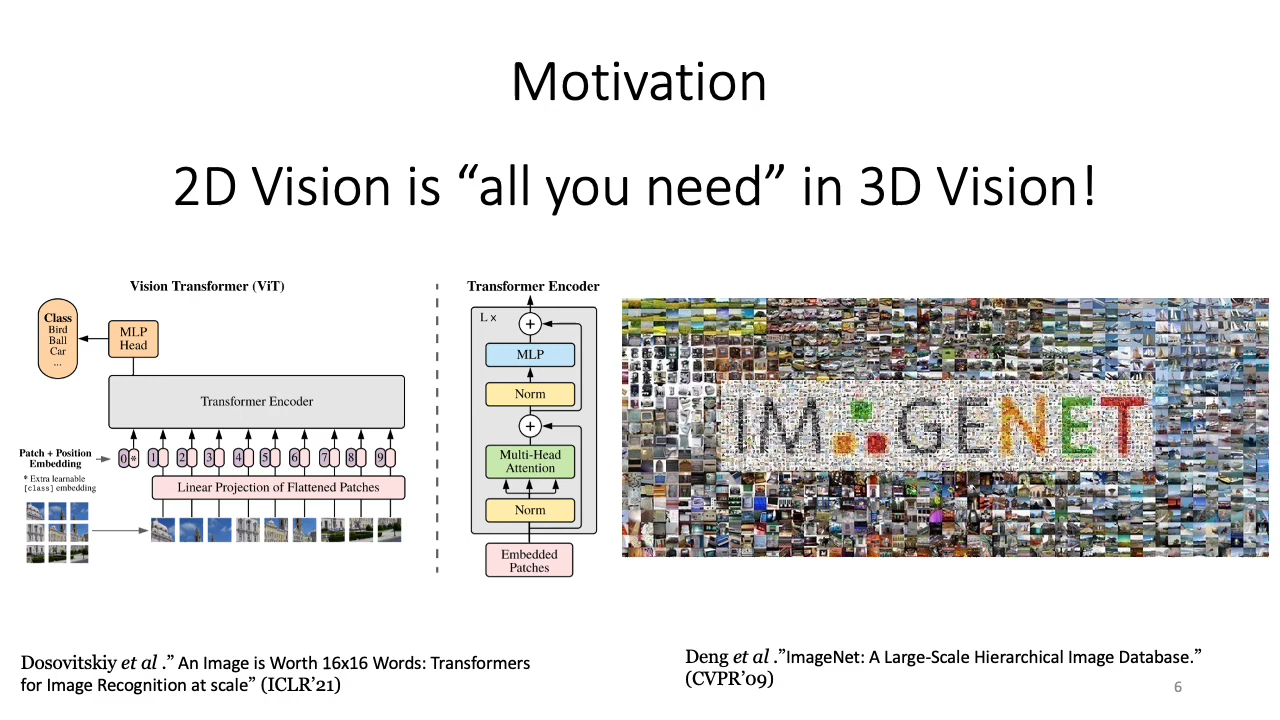 Motivation
2D Vision is “all you need” in 3D Vision!
Vision Transformer (ViT)
Class
Bird
Ball
Car
...
MLP
Head
Transformer Encoder
Patch + Position
Embedding
0 * 1 2 3 4 5 6 7 8 9
* Extra learnable
[class] embedding
Linear Projection of Flattened Patches
Transformer Encoder
L x
+
MLP
Norm
+
Multi-Head
Attention
Norm
Embedded
Patches
IMAGENET
Dosovitskiy et al .” An Image is Worth 16x16 Words: Transformers
for Image Recognition at scale” (ICLR’21)
Deng et al .”ImageNet: A Large-Scale Hierarchical Image Database.”
(CVPR’09)
6